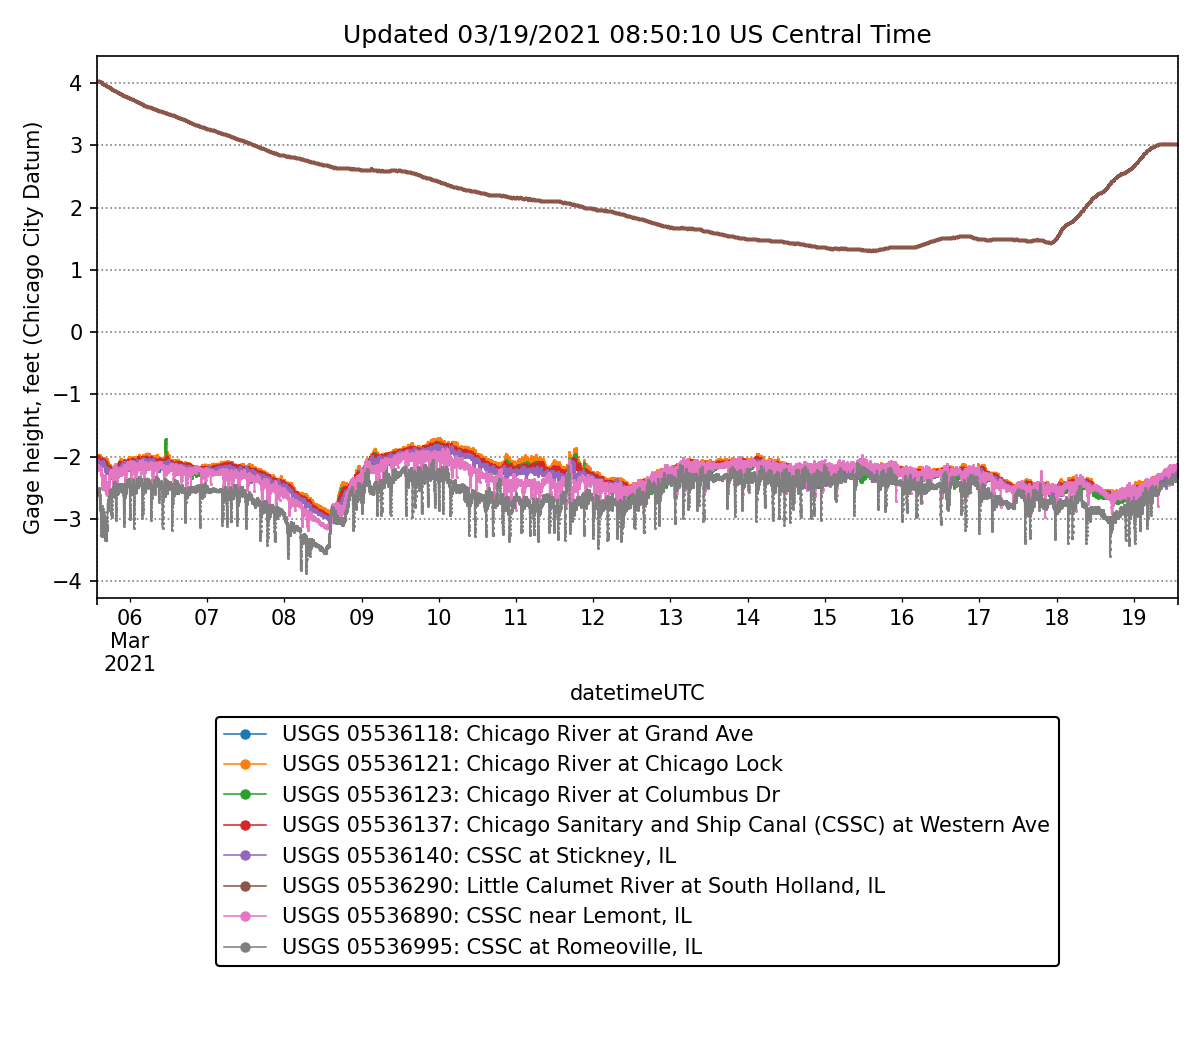 Updated 03/19/2021 08:50:10 US Central Time
Gage height, feet (Chicago City Datum)
4
3
2
1
0
−1
−2
−3
−4
06 07 08 09 10 11 12 13 14 15 16 17 18 19
Mar
2021
datetimeUTC
USGS 05536118: Chicago River at Grand Ave
USGS 05536121: Chicago River at Chicago Lock
USGS 05536123: Chicago River at Columbus Dr
USGS 05536137: Chicago Sanitary and Ship Canal (CSSC) at Western Ave
USGS 05536140: CSSC at Stickney, IL
USGS 05536290: Little Calumet River at South Holland, IL
USGS 05536890: CSSC near Lemont, IL
USGS 05536995: CSSC at Romeoville, IL